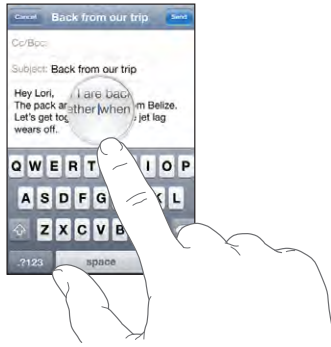 Cancel Back from our trip Send
Cc/Bcc:
Subject: Back from our trip
Hey Lori, I are back
The pack ar ather when m Belize.
Let's get tog jet lag
wears off.
Q W E R T I O P
A S D F G K L
Z X C V B
.?123 space